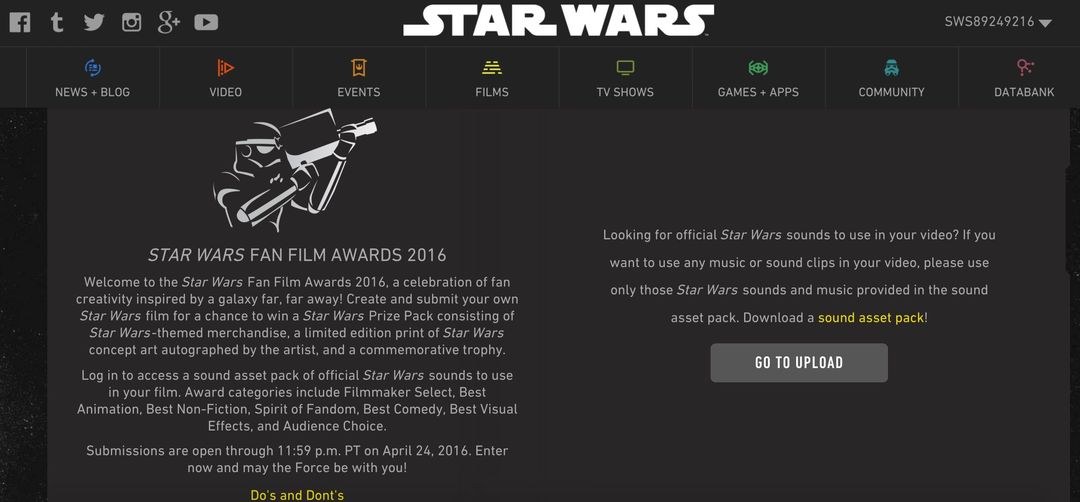 STAR WARS
SWS89249216
NEWS + BLOG
VIDEO
EVENTS
FILMS
TV SHOWS
GAMES + APPS
COMMUNITY
DATABANK
STAR WARS FAN FILM AWARDS 2016
Welcome to the Star Wars Fan Film Awards 2016, a celebration of fan
creativity inspired by a galaxy far, far away! Create and submit your own
Star Wars film for a chance to win a Star Wars Prize Pack consisting of
Star Wars-themed merchandise, a limited edition print of Star Wars
concept art autographed by the artist, and a commemorative trophy.
Log in to access a sound asset pack of official Star Wars sounds to use
in your film. Award categories include Filmmaker Select, Best
Animation, Best Non-Fiction, Spirit of Fandom, Best Comedy, Best Visual
Effects, and Audience Choice.
Submissions are open through 11:59 p.m. PT on April 24, 2016. Enter
now and may the Force be with you!
Do's and Dont's
Looking for official Star Wars sounds to use in your video? If you
want to use any music or sound clips in your video, please use
only those Star Wars sounds and music provided in the sound
asset pack. Download a sound asset pack!
GO TO UPLOAD